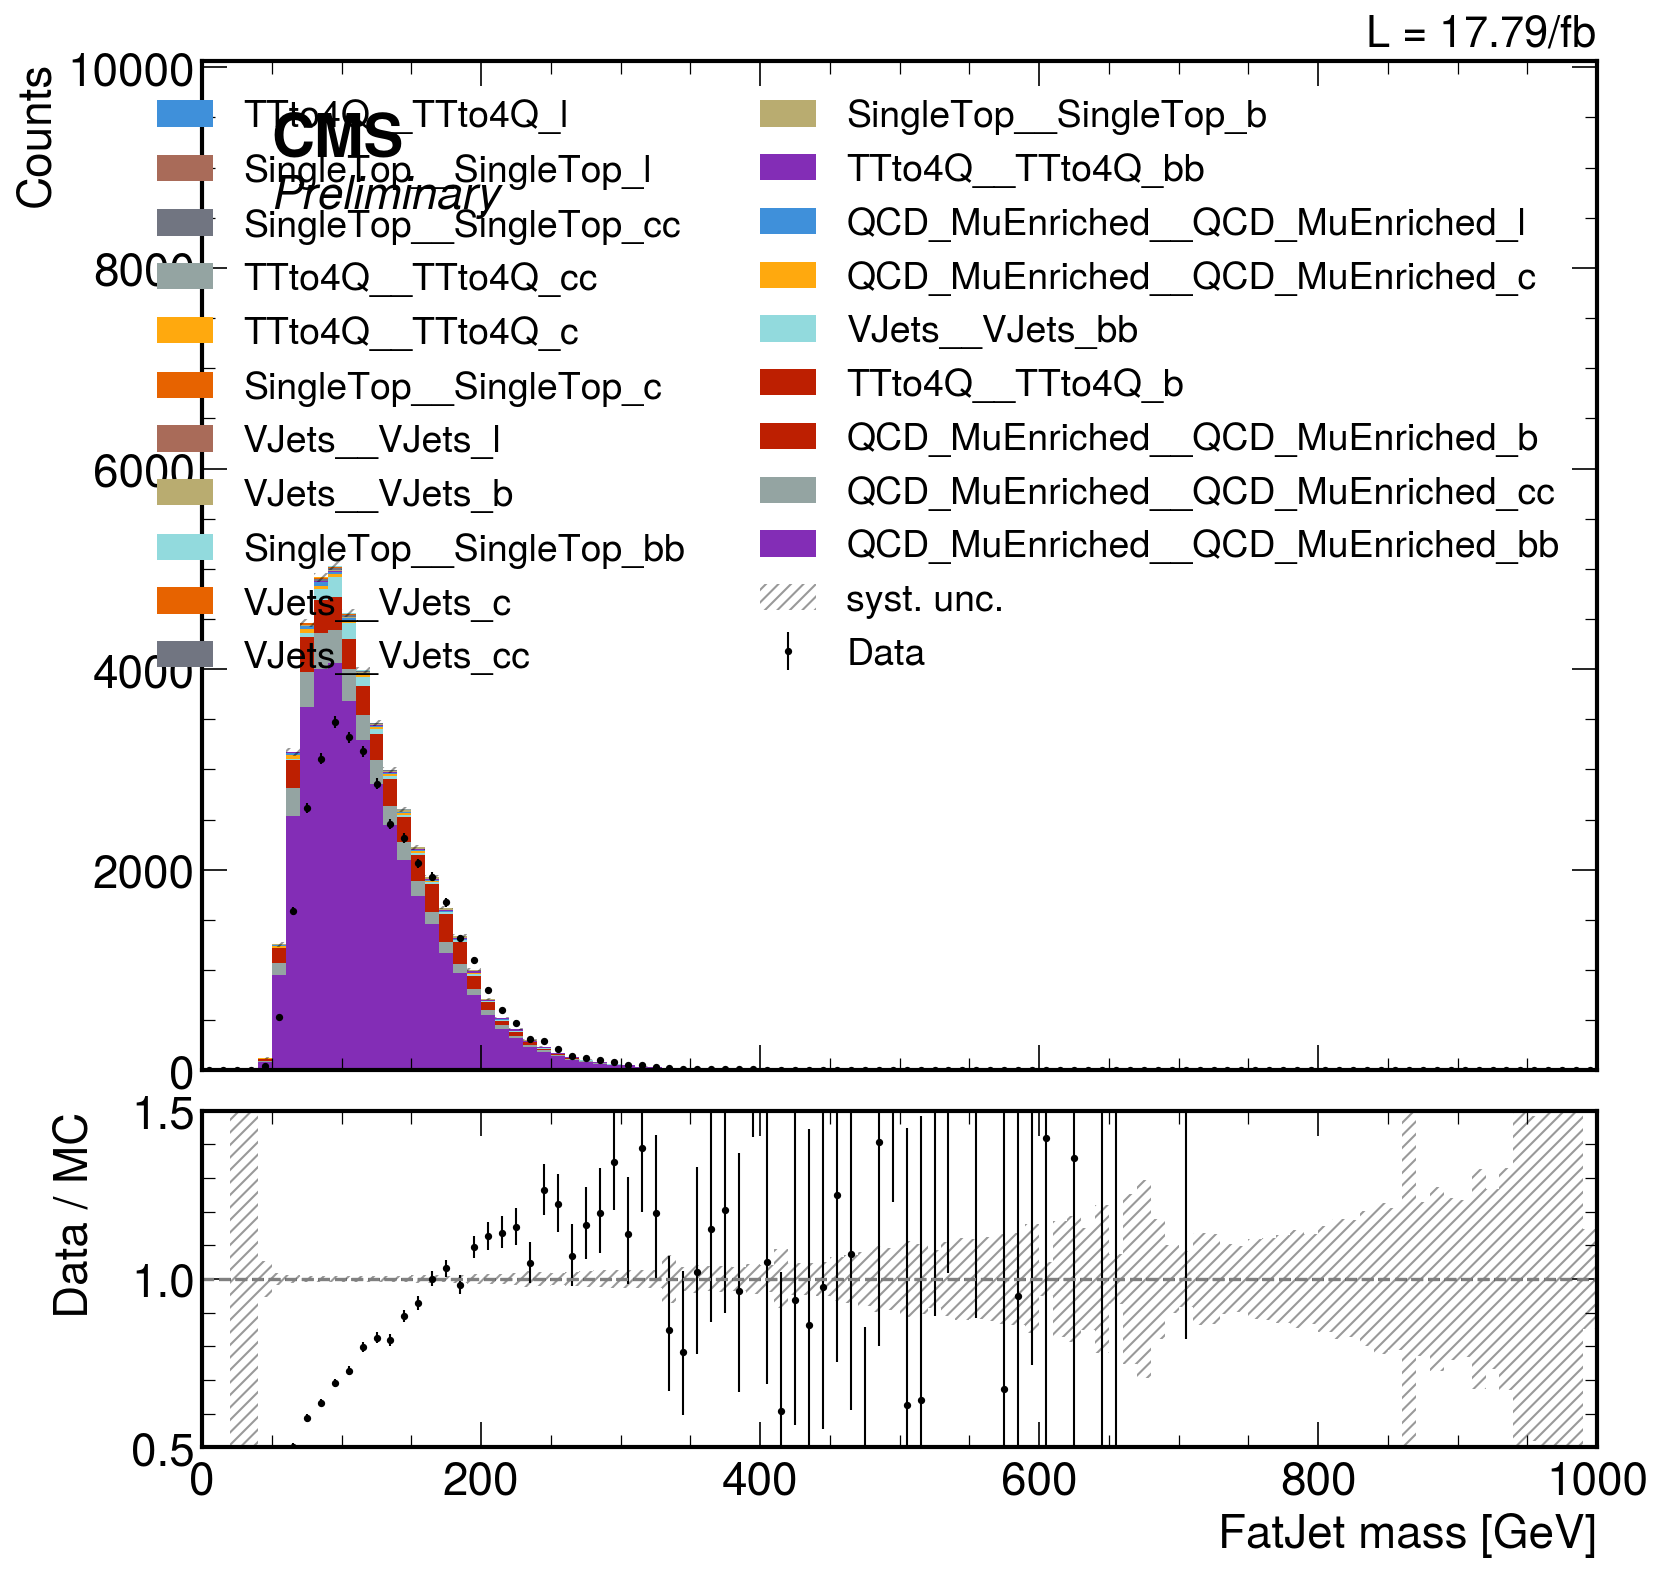 L = 17.79/fb
Counts
10000
8000
6000
4000
2000
0
CMS
Preliminary
TTto4Q__TTto4Q_l
SingleTop__SingleTop_l
SingleTop__SingleTop_cc
TTto4Q__TTto4Q_cc
TTto4Q__TTto4Q_c
SingleTop__SingleTop_c
VJets__VJets_l
VJets__VJets_b
SingleTop__SingleTop_bb
VJets__VJets_c
VJets__VJets_cc
SingleTop__SingleTop_b
TTto4Q__TTto4Q_bb
QCD_MuEnriched__QCD_MuEnriched_l
QCD_MuEnriched__QCD_MuEnriched_c
VJets__VJets_bb
TTto4Q__TTto4Q_b
QCD_MuEnriched__QCD_MuEnriched_b
QCD_MuEnriched__QCD_MuEnriched_cc
QCD_MuEnriched__QCD_MuEnriched_bb
syst. unc.
Data
Data / MC
1.5
1.0
0.5
0 200 400 600 800 1000
FatJet mass [GeV]